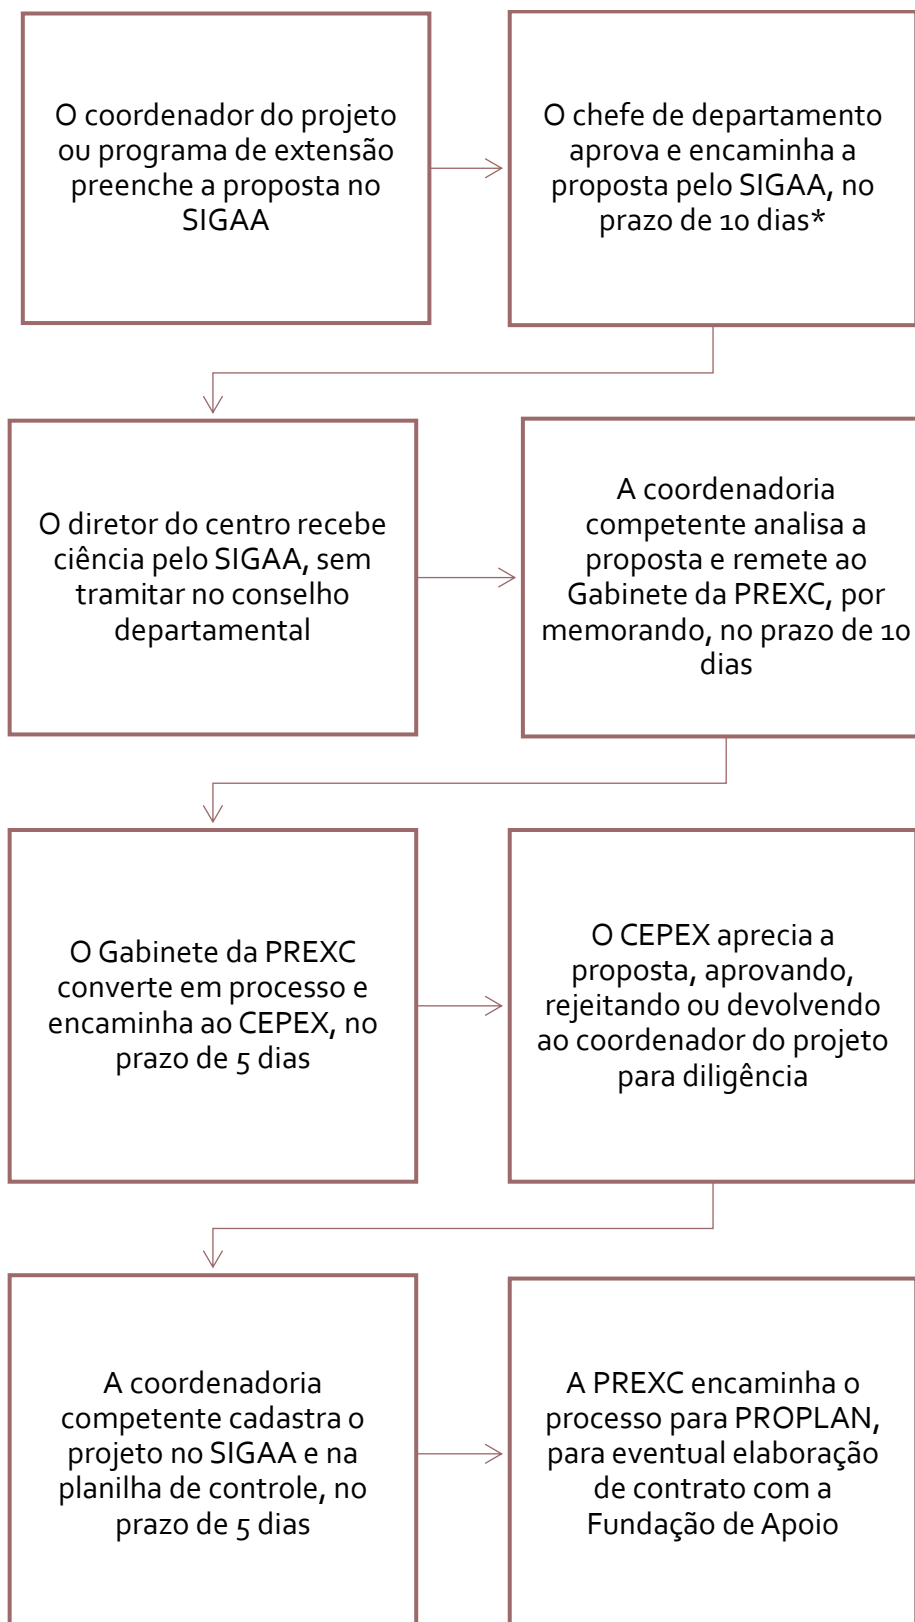 O coordenador do projeto
ou programa de extensão
preenche a proposta no
SIGAA
O chefe de departamento
aprova e encaminha a
proposta pelo SIGAA, no
prazo de 10 dias*
O diretor do centro recebe
ciência pelo SIGAA, sem
tramitar no conselho
departamental
A coordenadoria
competente analisa a
proposta e remete ao
Gabinete da PREXC, por
memorando, no prazo de 10
dias
O Gabinete da PREXC
converte em processo e
encaminha ao CEPEX, no
prazo de 5 dias
O CEPEX aprecia a
proposta, aprovando,
rejeitando ou devolvendo
ao coordenador do projeto
para diligência
A coordenadoria
competente cadastra o
projeto no SIGAA e na
planilha de controle, no
prazo de 5 dias
A PREXC encaminha o
processo para PROPLAN,
para eventual elaboração
de contrato com a
Fundação de Apoio